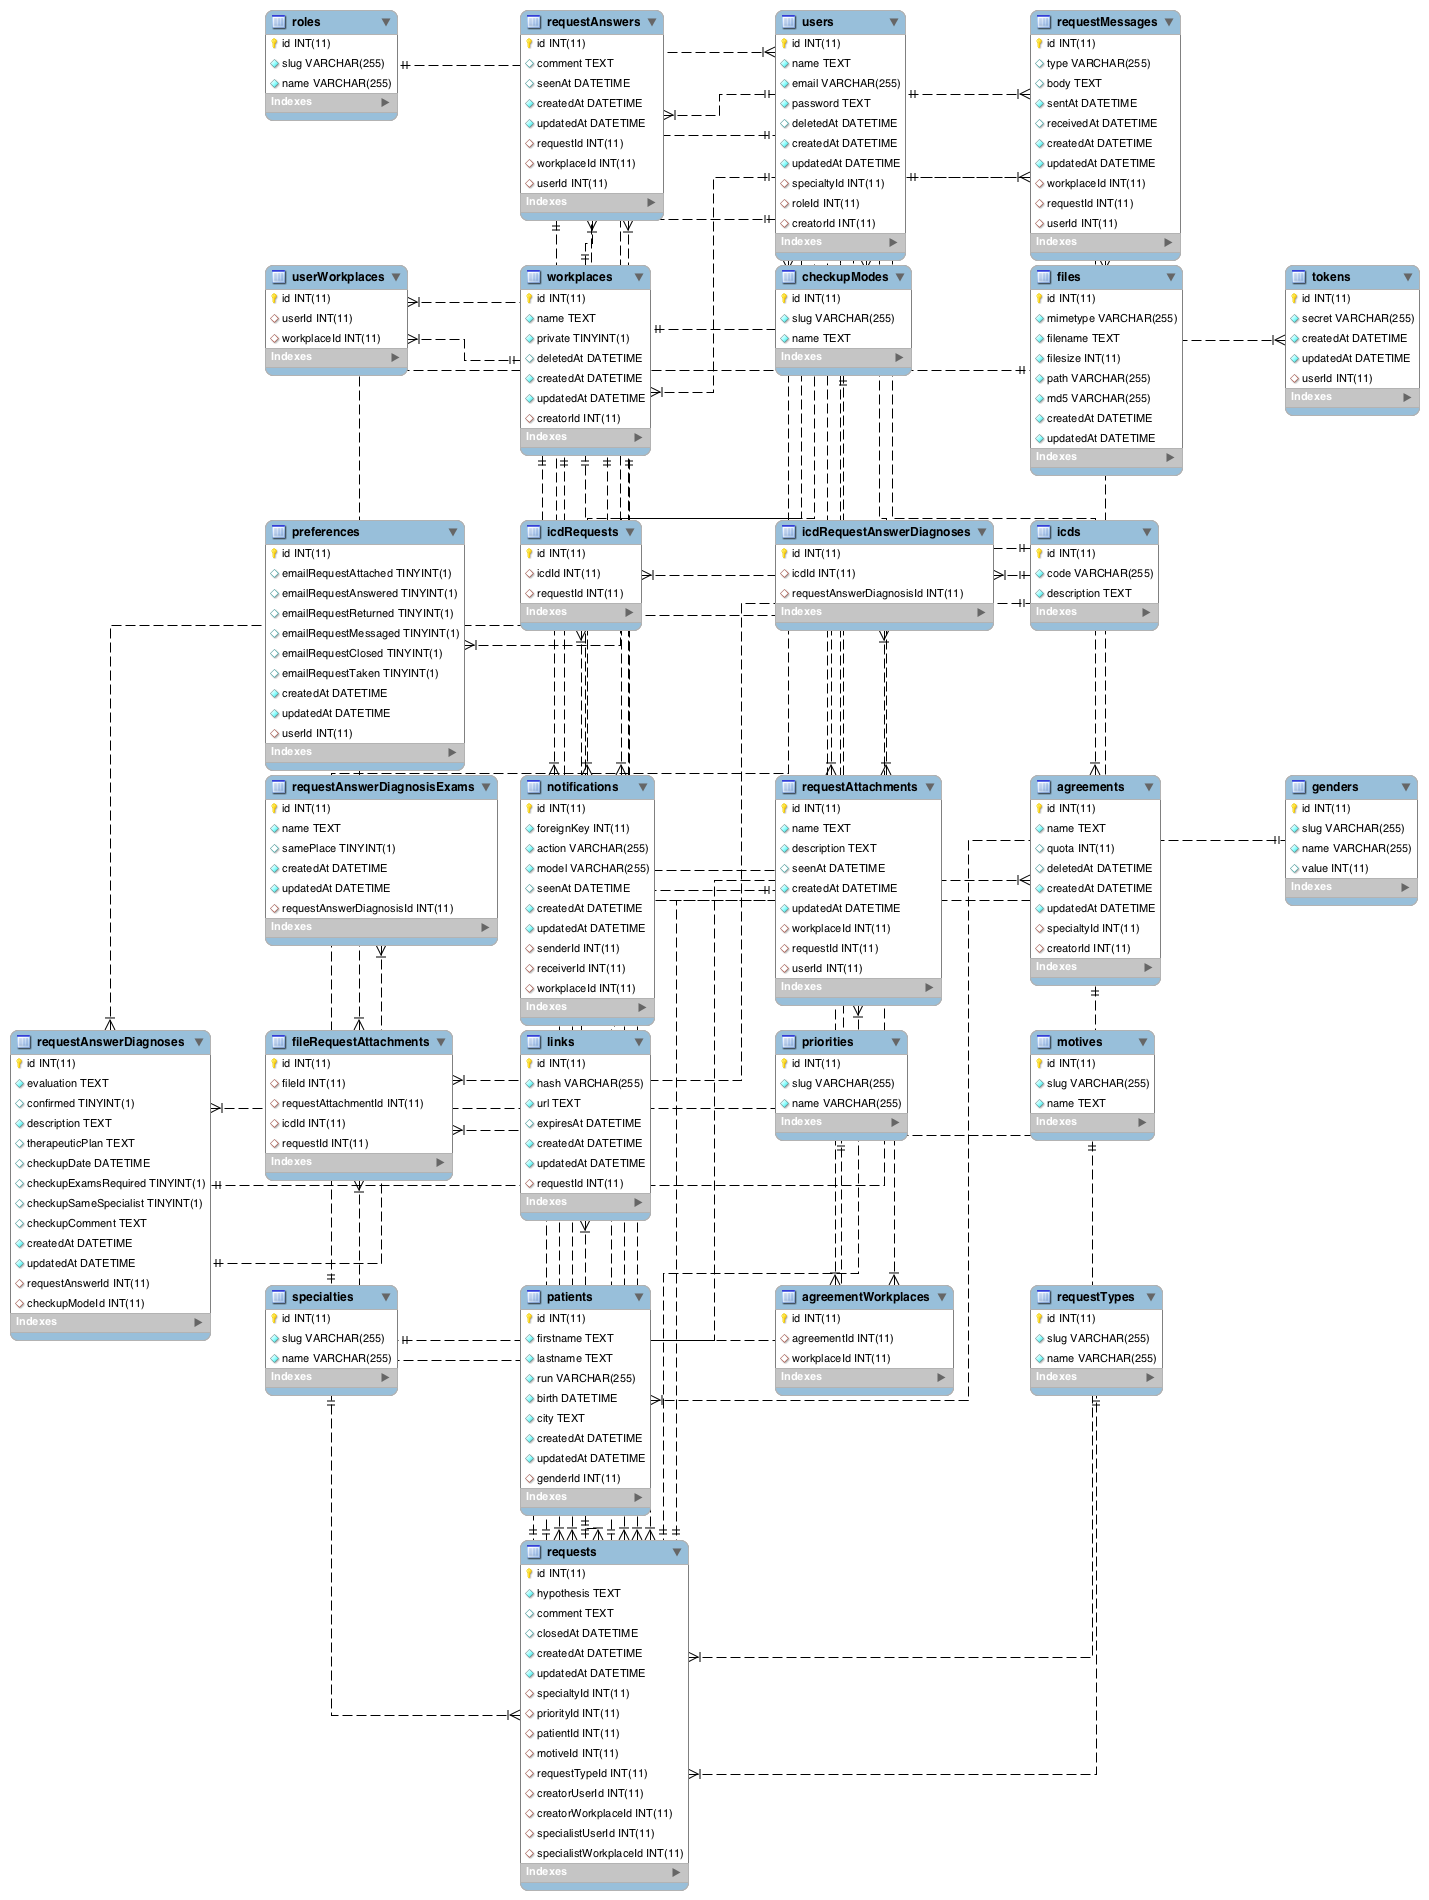 roles
id INT(11)
slug VARCHAR(255)
name VARCHAR(255)
Indexes
requestAnswers
id INT(11)
comment TEXT
seenAt DATETIME
createdAt DATETIME
updatedAt DATETIME
requestId INT(11)
workplaceId INT(11)
userId INT(11)
Indexes
users
id INT(11)
name TEXT
email VARCHAR(255)
password TEXT
deletedAt DATETIME
createdAt DATETIME
updatedAt DATETIME
specialtyId INT(11)
roleId INT(11)
creatorId INT(11)
Indexes
requestMessages
id INT(11)
type VARCHAR(255)
body TEXT
sentAt DATETIME
receivedAt DATETIME
createdAt DATETIME
updatedAt DATETIME
workplaceId INT(11)
requestId INT(11)
userId INT(11)
Indexes
userWorkplaces
id INT(11)
userId INT(11)
workplaceId INT(11)
Indexes
workplaces
id INT(11)
name TEXT
private TINYINT(1)
deletedAt DATETIME
createdAt DATETIME
updatedAt DATETIME
creatorId INT(11)
Indexes
checkupModes
id INT(11)
slug VARCHAR(255)
name TEXT
Indexes
files
id INT(11)
mimetype VARCHAR(255)
filename TEXT
filesize INT(11)
path VARCHAR(255)
md5 VARCHAR(255)
createdAt DATETIME
updatedAt DATETIME
Indexes
tokens
id INT(11)
secret VARCHAR(255)
createdAt DATETIME
updatedAt DATETIME
userId INT(11)
Indexes
preferences
id INT(11)
emailRequestAttached TINYINT(1)
emailRequestAnswered TINYINT(1)
emailRequestReturned TINYINT(1)
emailRequestMessaged TINYINT(1)
emailRequestClosed TINYINT(1)
emailRequestTaken TINYINT(1)
createdAt DATETIME
updatedAt DATETIME
userId INT(11)
Indexes
icdRequests
id INT(11)
icdId INT(11)
requestId INT(11)
Indexes
icdRequestAnswerDiagnoses
id INT(11)
icdId INT(11)
requestAnswerDiagnosisId INT(11)
Indexes
icds
id INT(11)
code VARCHAR(255)
description TEXT
Indexes
requestAnswerDiagnosisExams
id INT(11)
name TEXT
samePlace TINYINT(1)
createdAt DATETIME
updatedAt DATETIME
requestAnswerDiagnosisId INT(11)
Indexes
notifications
id INT(11)
foreignKey INT(11)
action VARCHAR(255)
model VARCHAR(255)
seenAt DATETIME
createdAt DATETIME
updatedAt DATETIME
senderId INT(11)
receiverId INT(11)
workplaceId INT(11)
Indexes
requestAttachments
id INT(11)
name TEXT
description TEXT
seenAt DATETIME
createdAt DATETIME
updatedAt DATETIME
workplaceId INT(11)
requestId INT(11)
userId INT(11)
Indexes
agreements
id INT(11)
name TEXT
quota INT(11)
deletedAt DATETIME
createdAt DATETIME
updatedAt DATETIME
specialtyId INT(11)
creatorId INT(11)
Indexes
genders
id INT(11)
slug VARCHAR(255)
name VARCHAR(255)
value INT(11)
Indexes
requestAnswerDiagnoses
id INT(11)
evaluation TEXT
confirmed TINYINT(1)
description TEXT
therapeuticPlan TEXT
checkupDate DATETIME
checkupExamsRequired TINYINT(1)
checkupSameSpecialist TINYINT(1)
checkupComment TEXT
createdAt DATETIME
updatedAt DATETIME
requestAnswerId INT(11)
checkupModeId INT(11)
Indexes
fileRequestAttachments
id INT(11)
fileId INT(11)
requestAttachmentId INT(11)
icdId INT(11)
requestId INT(11)
Indexes
links
id INT(11)
hash VARCHAR(255)
url TEXT
expiresAt DATETIME
createdAt DATETIME
updatedAt DATETIME
requestId INT(11)
Indexes
priorities
id INT(11)
slug VARCHAR(255)
name VARCHAR(255)
Indexes
motives
id INT(11)
slug VARCHAR(255)
name TEXT
Indexes
specialties
id INT(11)
slug VARCHAR(255)
name VARCHAR(255)
Indexes
patients
id INT(11)
firstname TEXT
lastname TEXT
run VARCHAR(255)
birth DATETIME
city TEXT
createdAt DATETIME
updatedAt DATETIME
genderId INT(11)
Indexes
agreementWorkplaces
id INT(11)
agreementId INT(11)
workplaceId INT(11)
Indexes
requestTypes
id INT(11)
slug VARCHAR(255)
name VARCHAR(255)
Indexes
requests
id INT(11)
hypothesis TEXT
comment TEXT
closedAt DATETIME
createdAt DATETIME
updatedAt DATETIME
specialtyId INT(11)
priorityId INT(11)
patientId INT(11)
motiveId INT(11)
requestTypeId INT(11)
creatorUserId INT(11)
creatorWorkplaceId INT(11)
specialistUserId INT(11)
specialistWorkplaceId INT(11)
Indexes